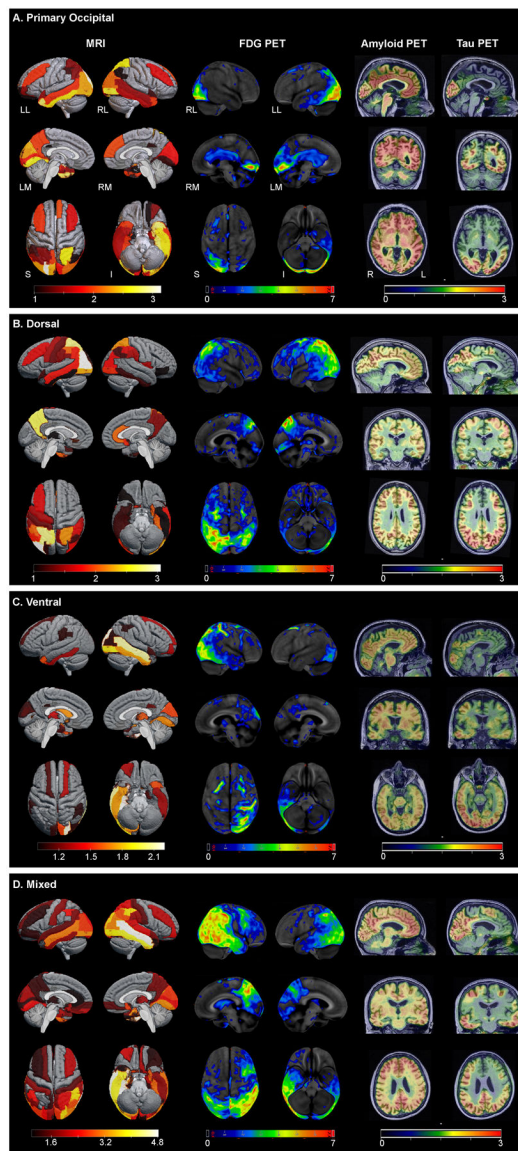 A. Primary Occipital
MRI FDG PET Amyloid PET Tau PET
LL RL RL LL
LM RM RM LM
S I S I R L
1 2 3 0 7 0 3
B. Dorsal
1 2 3 0 7 0 3
C. Ventral
1.2 1.5 1.8 2.1 0 7 0 3
D. Mixed
1.6 3.2 4.8 0 7 0 3